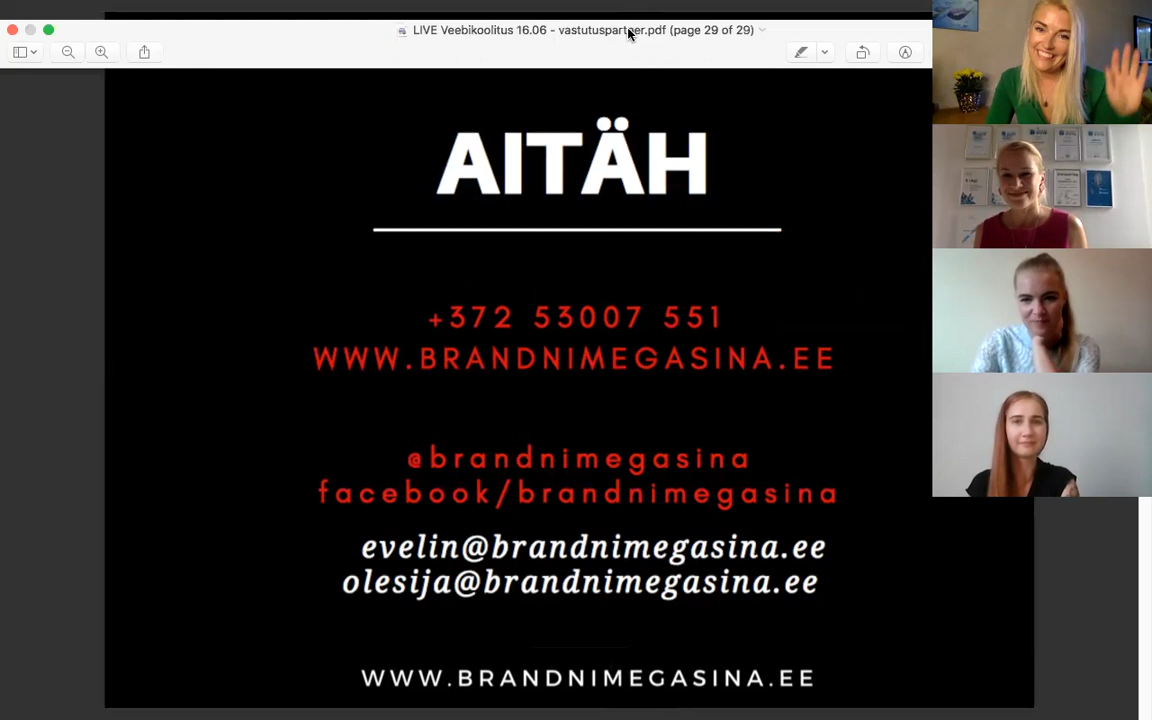 LIVE Veebikoolitus 16.06 - vastutuspartner.pdf (page 29 of 29)
AITÄH
+372 53007 551
WWW.BRANDNIMEGASINA.EE
@brandnimegasina
facebook/brandnimegasina
evelin@brandnimegasina.ee
olesija@brandnimegasina.ee
WWW.BRANDNIMEGASINA.EE